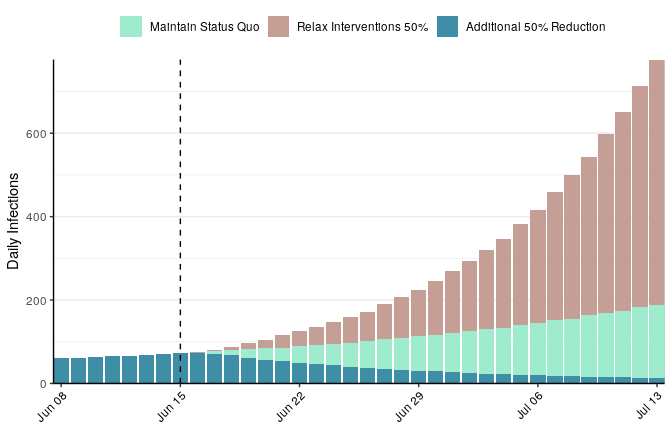 Maintain Status Quo Relax Interventions 50% Additional 50% Reduction
Daily Infections
600
400
200
0
Jun 08 Jun 15 Jun 22 Jun 29 Jul 06 Jul 13